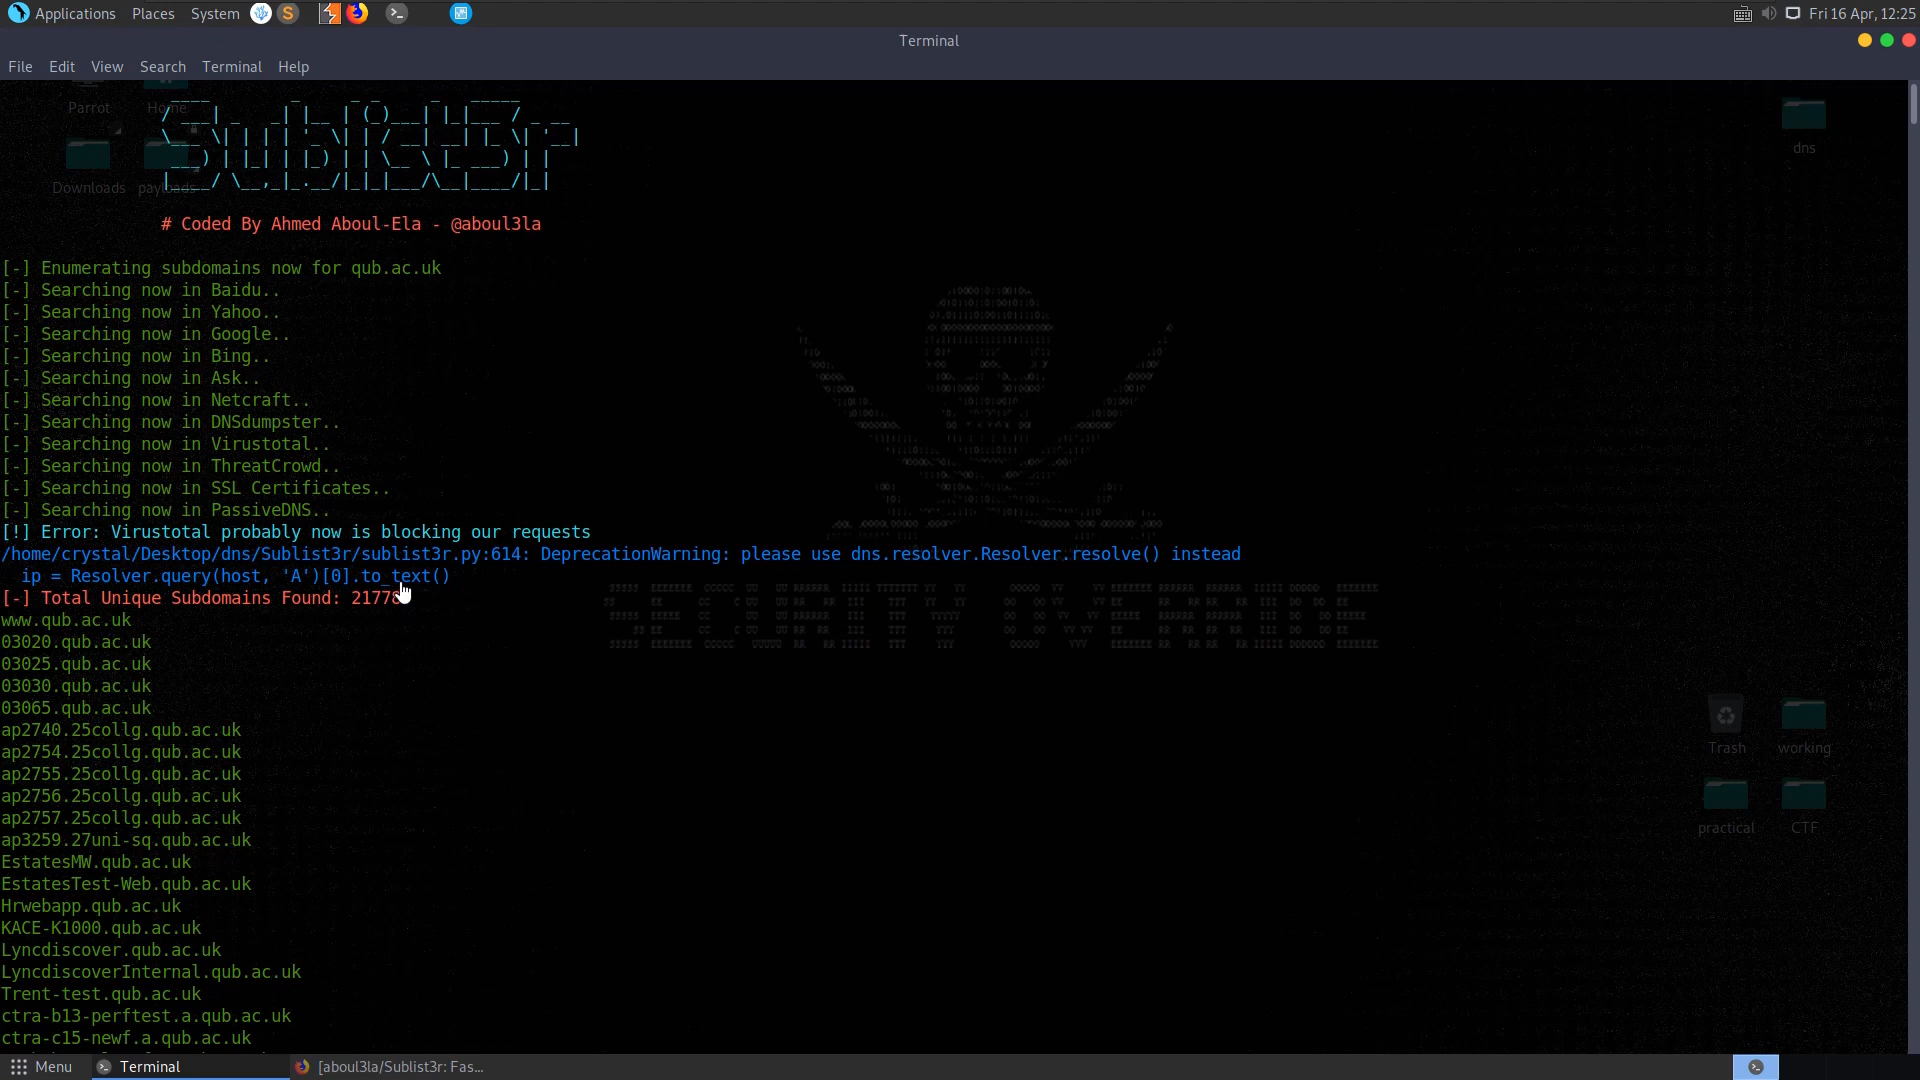 Applications Places System Fri 16 Apr, 12:25
Terminal
File Edit View Search Terminal Help
Parrot Home
dns
Downloads payloads
# Coded By Ahmed Aboul-Ela - @aboul3la
[-] Enumerating subdomains now for qub.ac.uk
[-] Searching now in Baidu..
[-] Searching now in Yahoo..
[-] Searching now in Google..
[-] Searching now in Bing..
[-] Searching now in Ask..
[-] Searching now in Netcraft..
[-] Searching now in DNSdumpster..
[-] Searching now in Virustotal..
[-] Searching now in ThreatCrowd..
[-] Searching now in SSL Certificates..
[-] Searching now in PassiveDNS..
[!] Error: Virustotal probably now is blocking our requests
/home/crystal/Desktop/dns/Sublist3r/sublist3r.py:614: DeprecationWarning: please use dns.resolver.Resolver.resolve() instead
ip = Resolver.query(host, 'A')[0].to_text()
[-] Total Unique Subdomains Found: 21778
SECURITY OVERRIDE
www.qub.ac.uk
03020.qub.ac.uk
03025.qub.ac.uk
03030.qub.ac.uk
03065.qub.ac.uk
ap2740.25collg.qub.ac.uk
ap2754.25collg.qub.ac.uk
ap2755.25collg.qub.ac.uk
ap2756.25collg.qub.ac.uk
ap2757.25collg.qub.ac.uk
ap3259.27uni-sq.qub.ac.uk
EstatesMW.qub.ac.uk
EstatesTest-Web.qub.ac.uk
Hrwebapp.qub.ac.uk
KACE-K1000.qub.ac.uk
Lyncdiscover.qub.ac.uk
LyncdiscoverInternal.qub.ac.uk
Trent-test.qub.ac.uk
ctra-b13-perftest.a.qub.ac.uk
ctra-c15-newf.a.qub.ac.uk
Trash working
practical CTF
Menu Terminal [aboul3la/Sublist3r: Fas...